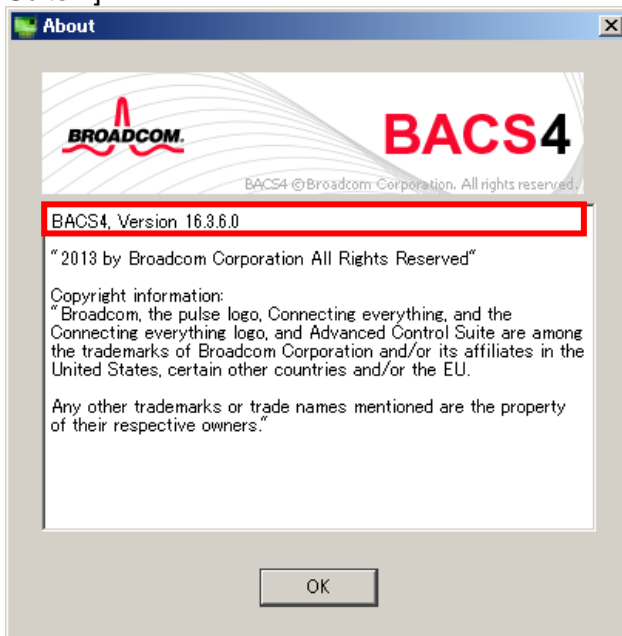 About
BROADCOM.
BACS4
BACS4 ©Broadcom Corporation. All rights reserved.
BACS4, Version 16.3.6.0
"2013 by Broadcom Corporation All Rights Reserved"
Copyright information:
"Broadcom, the pulse logo, Connecting everything, and the
Connecting everything logo, and Advanced Control Suite are among
the trademarks of Broadcom Corporation and/or its affiliates in the
United States, certain other countries and/or the EU.
Any other trademarks or trade names mentioned are the property
of their respective owners."
OK